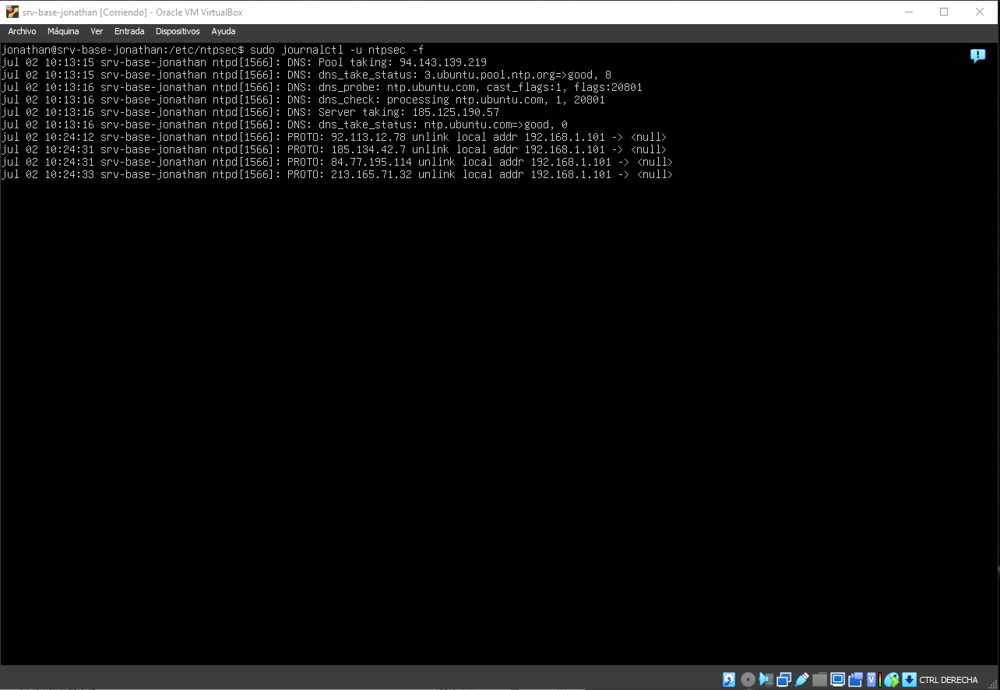 srv-base-jonathan [Corriendo] - Oracle VM VirtualBox
Archivo Máquina Ver Entrada Dispositivos Ayuda
jonathan@srv-base-jonathan:/etc/ntpsec$ sudo journalctl -u ntpsec -f
jul 02 10:13:15 srv-base-jonathan ntpd[1566]: DNS: Pool taking: 94.143.139.219
jul 02 10:13:15 srv-base-jonathan ntpd[1566]: DNS: dns_take_status: 3.ubuntu.pool.ntp.org=>good, 8
jul 02 10:13:16 srv-base-jonathan ntpd[1566]: DNS: dns_probe: ntp.ubuntu.com, cast_flags:1, flags:20801
jul 02 10:13:16 srv-base-jonathan ntpd[1566]: DNS: dns_check: processing ntp.ubuntu.com, 1, 20801
jul 02 10:13:16 srv-base-jonathan ntpd[1566]: DNS: Server taking: 185.125.190.57
jul 02 10:13:16 srv-base-jonathan ntpd[1566]: DNS: dns_take_status: ntp.ubuntu.com=>good, 0
jul 02 10:24:12 srv-base-jonathan ntpd[1566]: PROTO: 92.113.12.78 unlink local addr 192.168.1.101 -> <null>
jul 02 10:24:31 srv-base-jonathan ntpd[1566]: PROTO: 185.134.42.7 unlink local addr 192.168.1.101 -> <null>
jul 02 10:24:31 srv-base-jonathan ntpd[1566]: PROTO: 84.77.195.114 unlink local addr 192.168.1.101 -> <null>
jul 02 10:24:33 srv-base-jonathan ntpd[1566]: PROTO: 213.165.71.32 unlink local addr 192.168.1.101 -> <null>
CTRL DERECHA